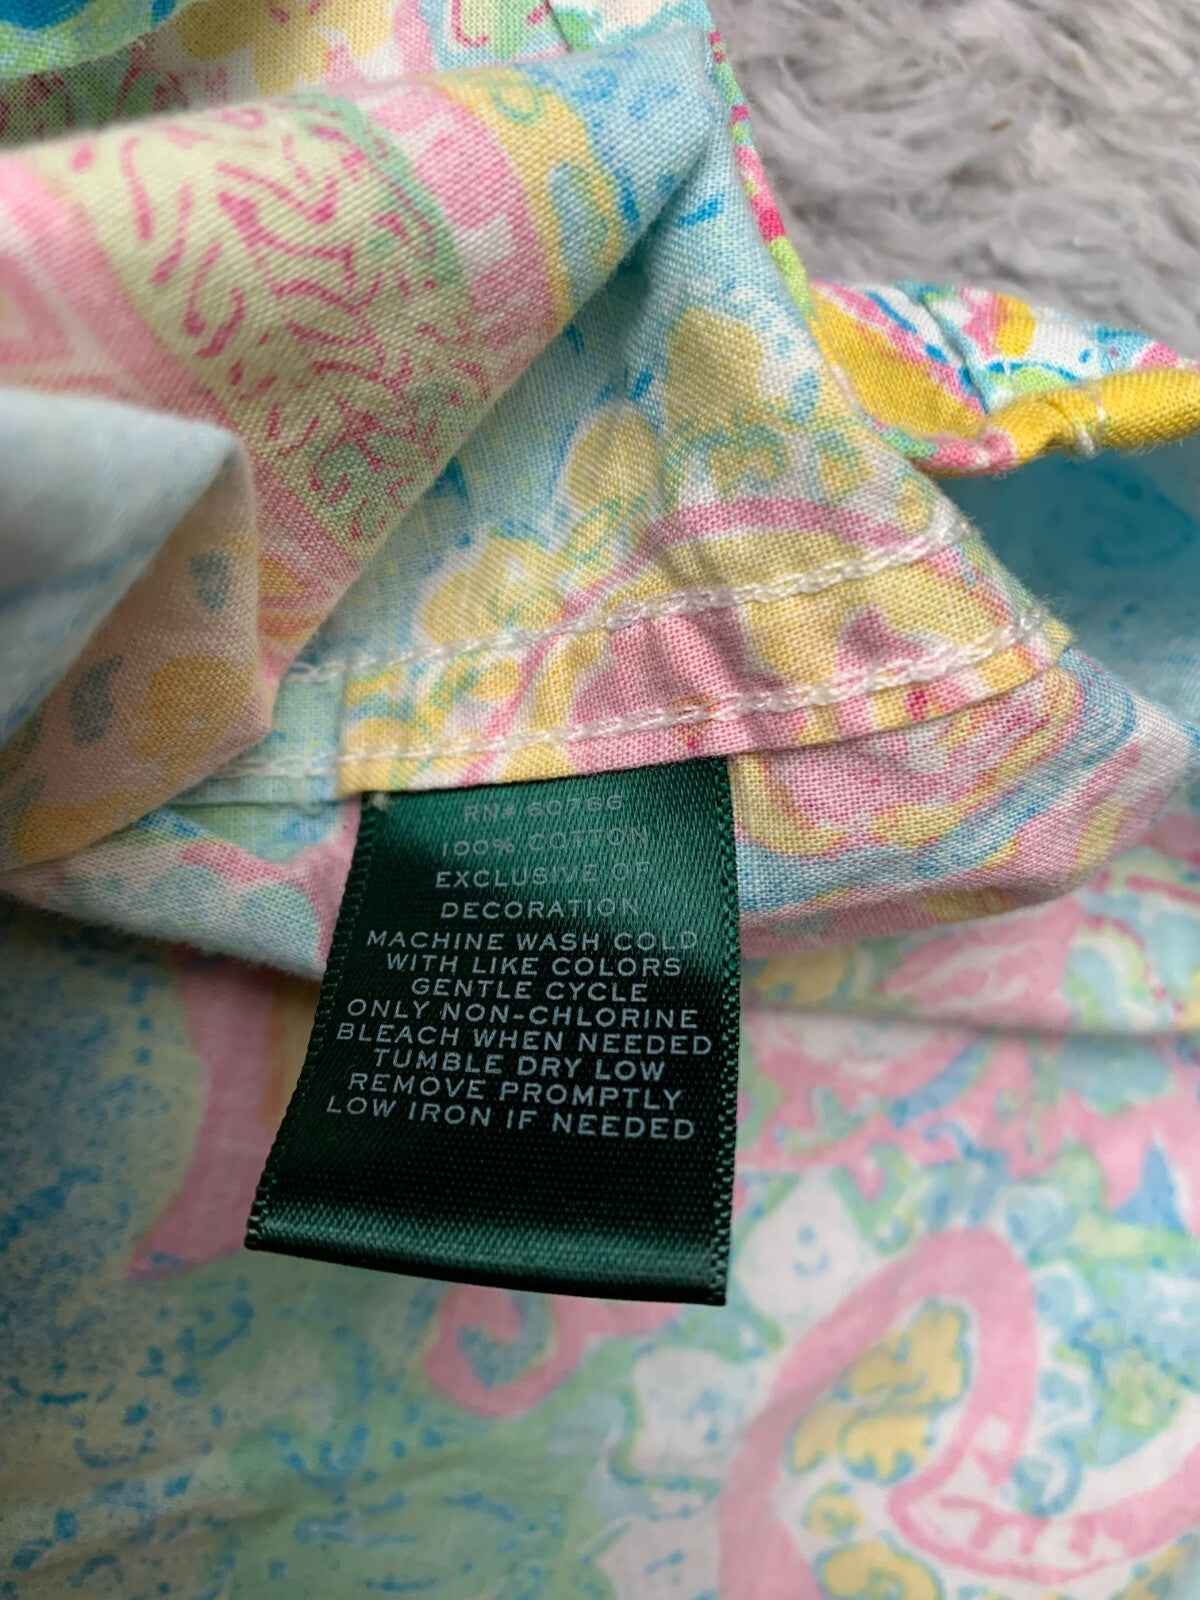 RN# 60766
100% COTTON
EXCLUSIVE OF
DECORATION
MACHINE WASH COLD
WITH LIKE COLORS
GENTLE CYCLE
ONLY NON-CHLORINE
BLEACH WHEN NEEDED
TUMBLE DRY LOW
REMOVE PROMPTLY
LOW IRON IF NEEDED